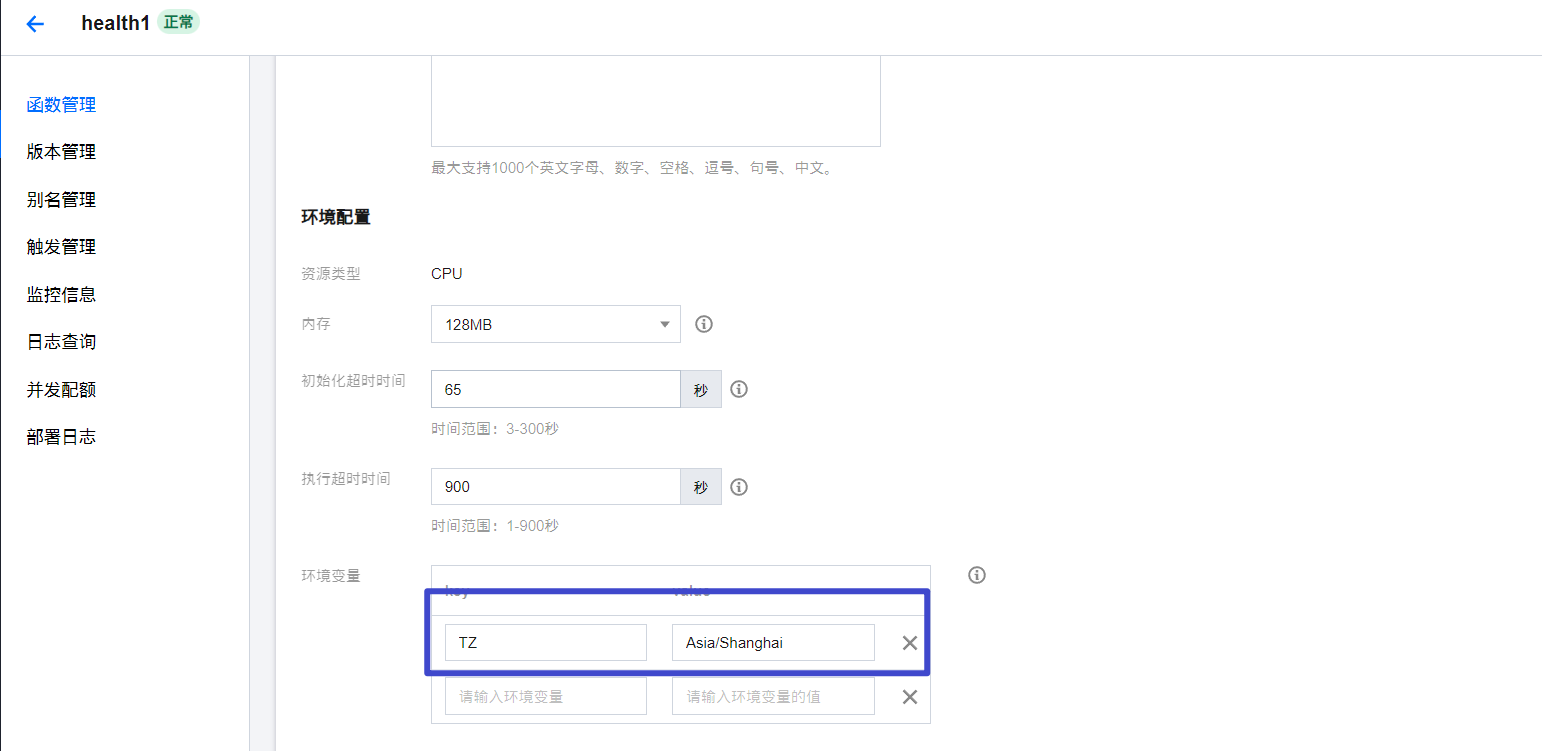 health1 正常
函数管理
版本管理
别名管理
触发管理
监控信息
日志查询
并发配额
部署日志
最大支持1000个英文字母、数字、空格、逗号、句号、中文。
环境配置
资源类型 CPU
内存 128MB
初始化超时时间 65 秒
时间范围：3-300秒
执行超时时间 900 秒
时间范围：1-900秒
环境变量
key value
TZ Asia/Shanghai
请输入环境变量 请输入环境变量的值